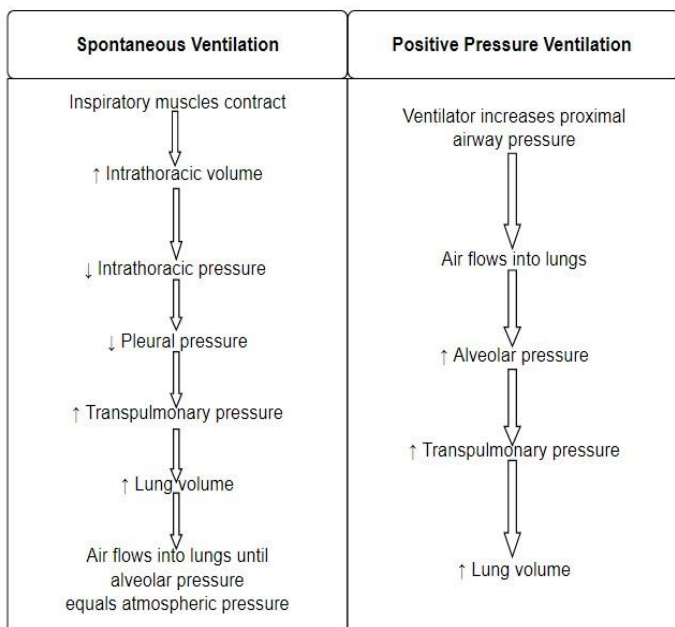 Spontaneous Ventilation
Inspiratory muscles contract
↑ Intrathoracic volume
↓ Intrathoracic pressure
↓ Pleural pressure
↑ Transpulmonary pressure
↑ Lung volume
Air flows into lungs until
alveolar pressure
equals atmospheric pressure
Positive Pressure Ventilation
Ventilator increases proximal
airway pressure
Air flows into lungs
↑ Alveolar pressure
↑ Transpulmonary pressure
↑ Lung volume